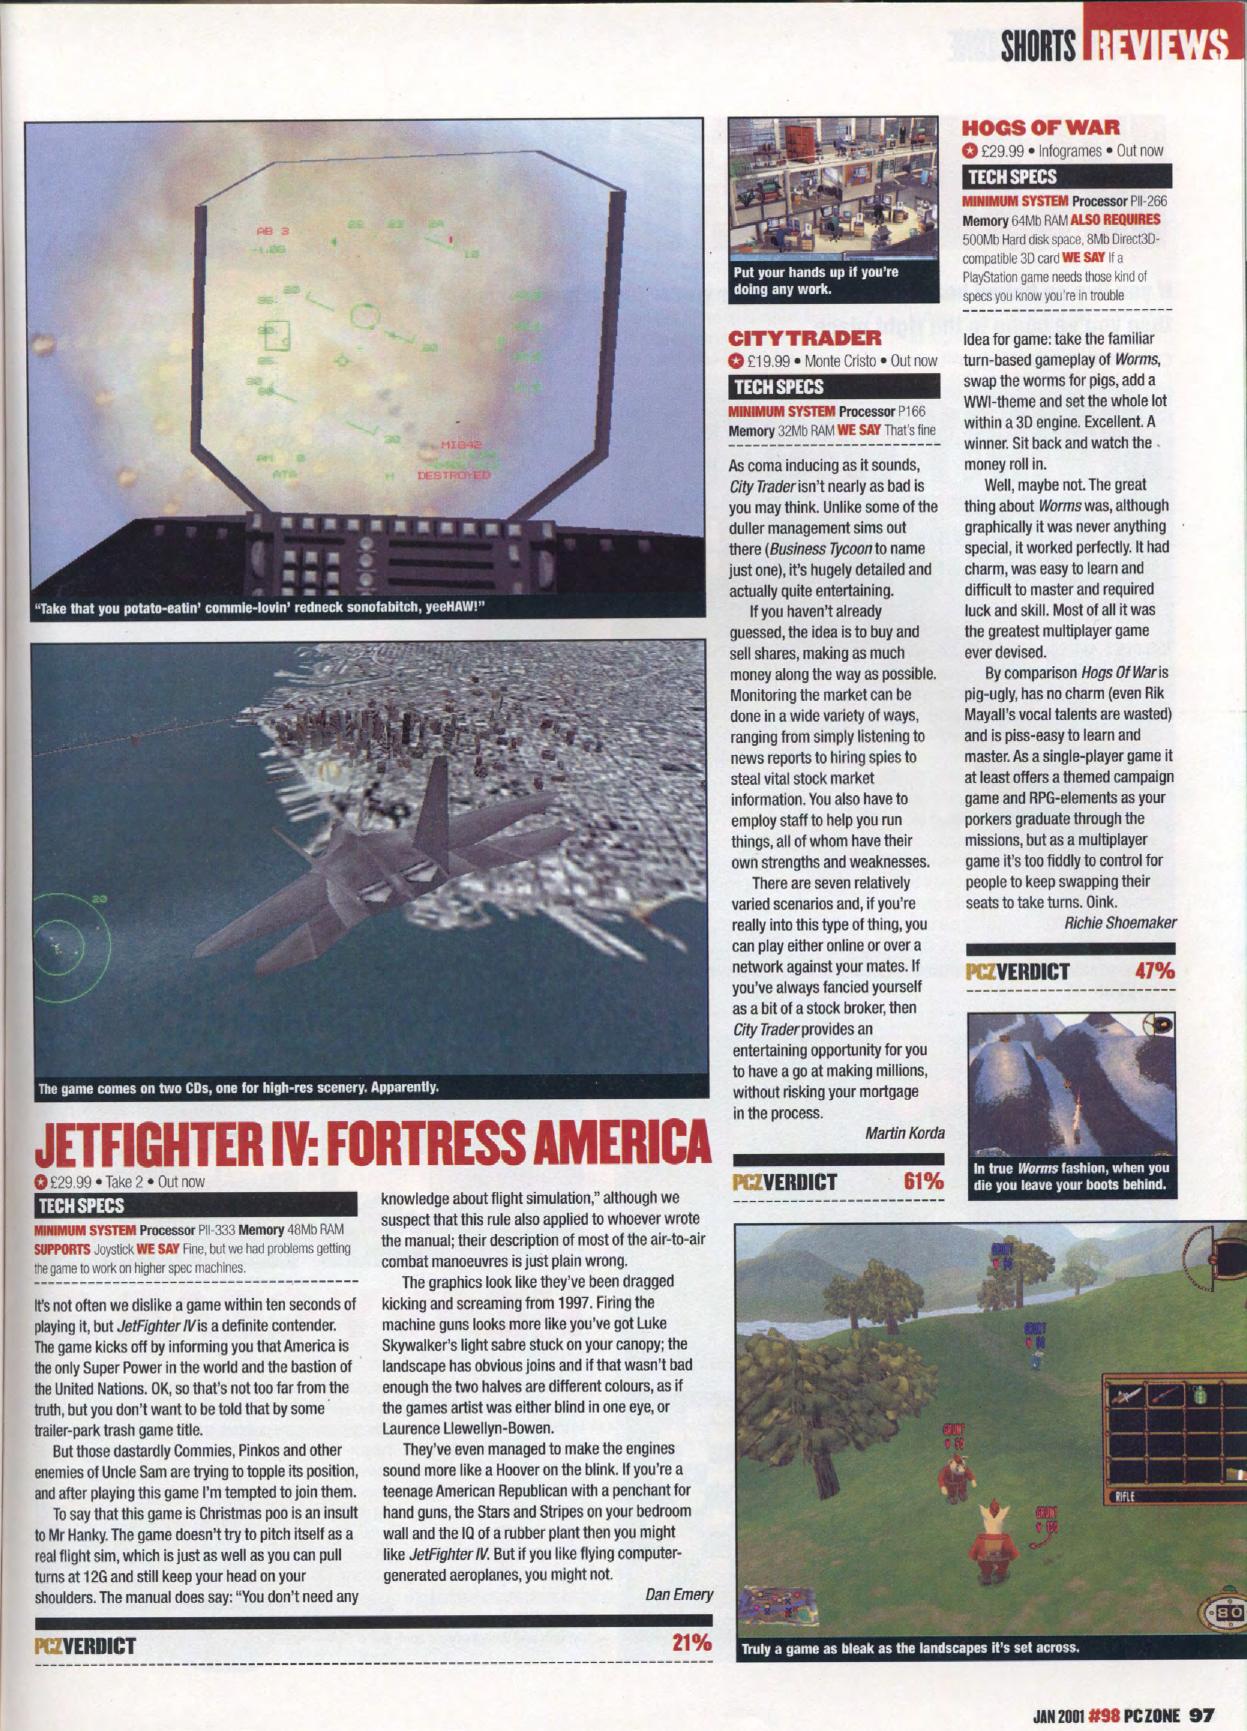 SHORTS REVIEWS
AB 3
MIG42
DESTROYED
"Take that you potato-eatin' commie-lovin' redneck sonofabitch, yeeHAW!"
20
The game comes on two CDs, one for high-res scenery. Apparently.
JETFIGHTER IV: FORTRESS AMERICA
£29.99 • Take 2 • Out now
TECH SPECS
MINIMUM SYSTEM Processor PII-333 Memory 48Mb RAM
SUPPORTS Joystick WE SAY Fine, but we had problems getting
the game to work on higher spec machines.
It's not often we dislike a game within ten seconds of
playing it, but JetFighter IV is a definite contender.
The game kicks off by informing you that America is
the only Super Power in the world and the bastion of
the United Nations. OK, so that's not too far from the
truth, but you don't want to be told that by some
trailer-park trash game title.
But those dastardly Commies, Pinkos and other
enemies of Uncle Sam are trying to topple its position,
and after playing this game I'm tempted to join them.
To say that this game is Christmas poo is an insult
to Mr Hanky. The game doesn't try to pitch itself as a
real flight sim, which is just as well as you can pull
turns at 12G and still keep your head on your
shoulders. The manual does say: "You don't need any
knowledge about flight simulation," although we
suspect that this rule also applied to whoever wrote
the manual; their description of most of the air-to-air
combat manoeuvres is just plain wrong.
The graphics look like they've been dragged
kicking and screaming from 1997. Firing the
machine guns looks more like you've got Luke
Skywalker's light sabre stuck on your canopy; the
landscape has obvious joins and if that wasn't bad
enough the two halves are different colours, as if
the games artist was either blind in one eye, or
Laurence Llewellyn-Bowen.
They've even managed to make the engines
sound more like a Hoover on the blink. If you're a
teenage American Republican with a penchant for
hand guns, the Stars and Stripes on your bedroom
wall and the IQ of a rubber plant then you might
like JetFighter IV. But if you like flying computer-
generated aeroplanes, you might not.
Dan Emery
PCZVERDICT 21%
Put your hands up if you're
doing any work.
CITY TRADER
£19.99 • Monte Cristo • Out now
TECH SPECS
MINIMUM SYSTEM Processor P166
Memory 32Mb RAM WE SAY That's fine
As coma inducing as it sounds,
City Trader isn't nearly as bad is
you may think. Unlike some of the
duller management sims out
there (Business Tycoon to name
just one), it's hugely detailed and
actually quite entertaining.
If you haven't already
guessed, the idea is to buy and
sell shares, making as much
money along the way as possible.
Monitoring the market can be
done in a wide variety of ways,
ranging from simply listening to
news reports to hiring spies to
steal vital stock market
information. You also have to
employ staff to help you run
things, all of whom have their
own strengths and weaknesses.
There are seven relatively
varied scenarios and, if you're
really into this type of thing, you
can play either online or over a
network against your mates. If
you've always fancied yourself
as a bit of a stock broker, then
City Trader provides an
entertaining opportunity for you
to have a go at making millions,
without risking your mortgage
in the process.
Martin Korda
PCZVERDICT 61%
HOGS OF WAR
£29.99 • Infogrames • Out now
TECH SPECS
MINIMUM SYSTEM Processor PII-266
Memory 64Mb RAM ALSO REQUIRES
500Mb Hard disk space, 8Mb Direct3D-
compatible 3D card WE SAY If a
PlayStation game needs those kind of
specs you know you're in trouble
Idea for game: take the familiar
turn-based gameplay of Worms,
swap the worms for pigs, add a
WWI-theme and set the whole lot
within a 3D engine. Excellent. A
winner. Sit back and watch the
money roll in.
Well, maybe not. The great
thing about Worms was, although
graphically it was never anything
special, it worked perfectly. It had
charm, was easy to learn and
difficult to master and required
luck and skill. Most of all it was
the greatest multiplayer game
ever devised.
By comparison Hogs Of War is
pig-ugly, has no charm (even Rik
Mayall's vocal talents are wasted)
and is piss-easy to learn and
master. As a single-player game it
at least offers a themed campaign
game and RPG-elements as your
porkers graduate through the
missions, but as a multiplayer
game it's too fiddly to control for
people to keep swapping their
seats to take turns. Oink.
Richie Shoemaker
PCZVERDICT 47%
In true Worms fashion, when you
die you leave your boots behind.
RIFLE
80
Truly a game as bleak as the landscapes it's set across.
JAN 2001 #98 PC ZONE 97